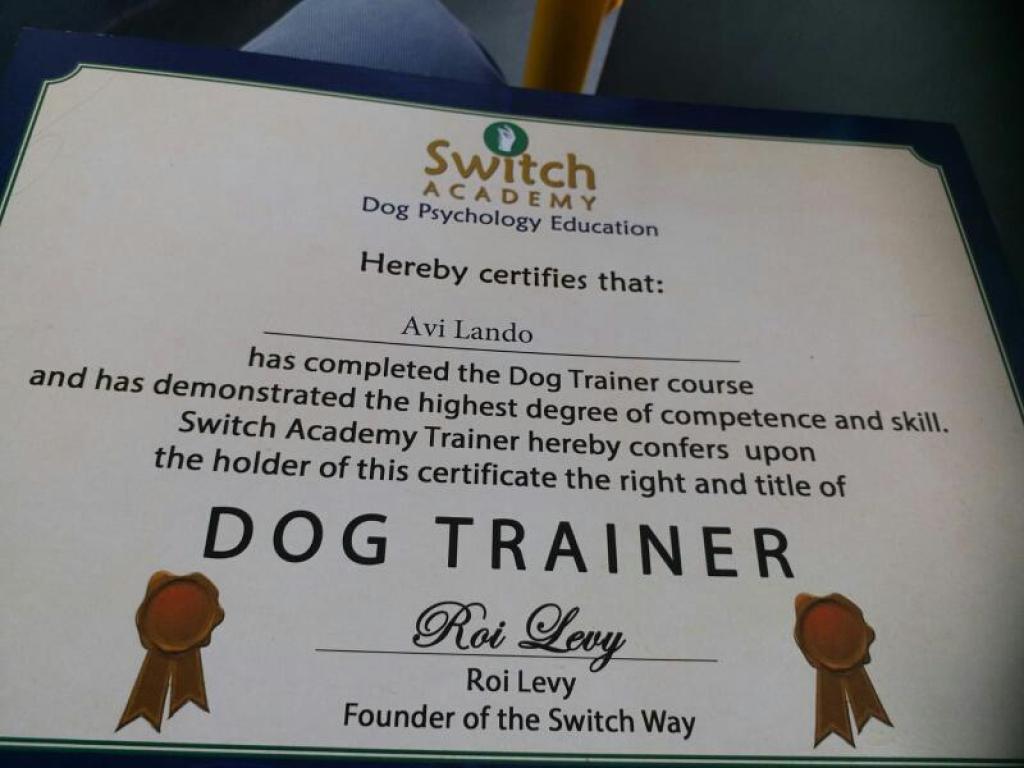 Switch
ACADEMY
Dog Psychology Education
Hereby certifies that:
Avi Lando
has completed the Dog Trainer course
and has demonstrated the highest degree of competence and skill.
Switch Academy Trainer hereby confers upon
the holder of this certificate the right and title of
DOG TRAINER
Roi Levy
Roi Levy
Founder of the Switch Way